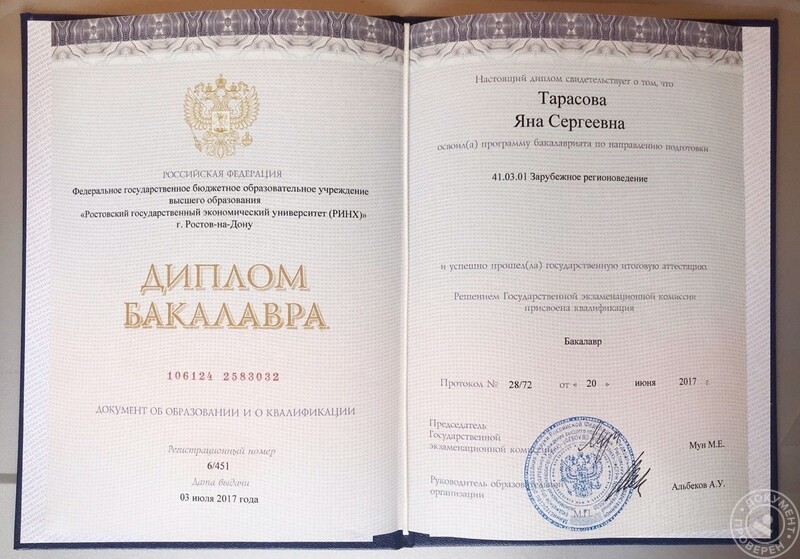 РОССИЙСКАЯ ФЕДЕРАЦИЯ
Федеральное государственное бюджетное образовательное учреждение
высшего образования
«Ростовский государственный экономический университет (РИНХ)»
г. Ростов-на-Дону
ДИПЛОМ
БАКАЛАВРА
106124 2583032
ДОКУМЕНТ ОБ ОБРАЗОВАНИИ И О КВАЛИФИКАЦИИ
Регистрационный номер
6/451
Дата выдачи
03 июля 2017 года
Настоящий диплом свидетельствует о том, что
Тарасова
Яна Сергеевна
освоил(а) программу бакалавриата по направлению подготовки
41.03.01 Зарубежное регионоведение
и успешно прошел(ла) государственную итоговую аттестацию
Решением Государственной экзаменационной комиссии
присвоена квалификация
Бакалавр
Протокол № 28/72 от « 20 » июня 2017 г.
Председатель
Государственной
экзаменационной комиссии
Мун М.Е.
Руководитель образовательной
организации
Альбеков А.У.
М.П.
ДОКУМЕНТ
ПРОВЕРЕН